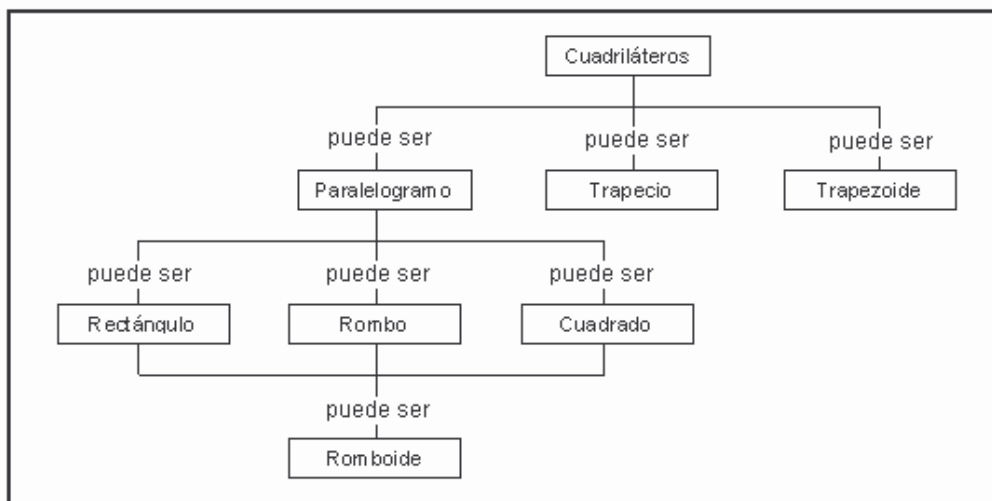 Cuadriláteros
puede ser puede ser puede ser
Paralelogramo Trapecio Trapezoide
puede ser puede ser puede ser
Rectángulo Rombo Cuadrado
puede ser
Romboide